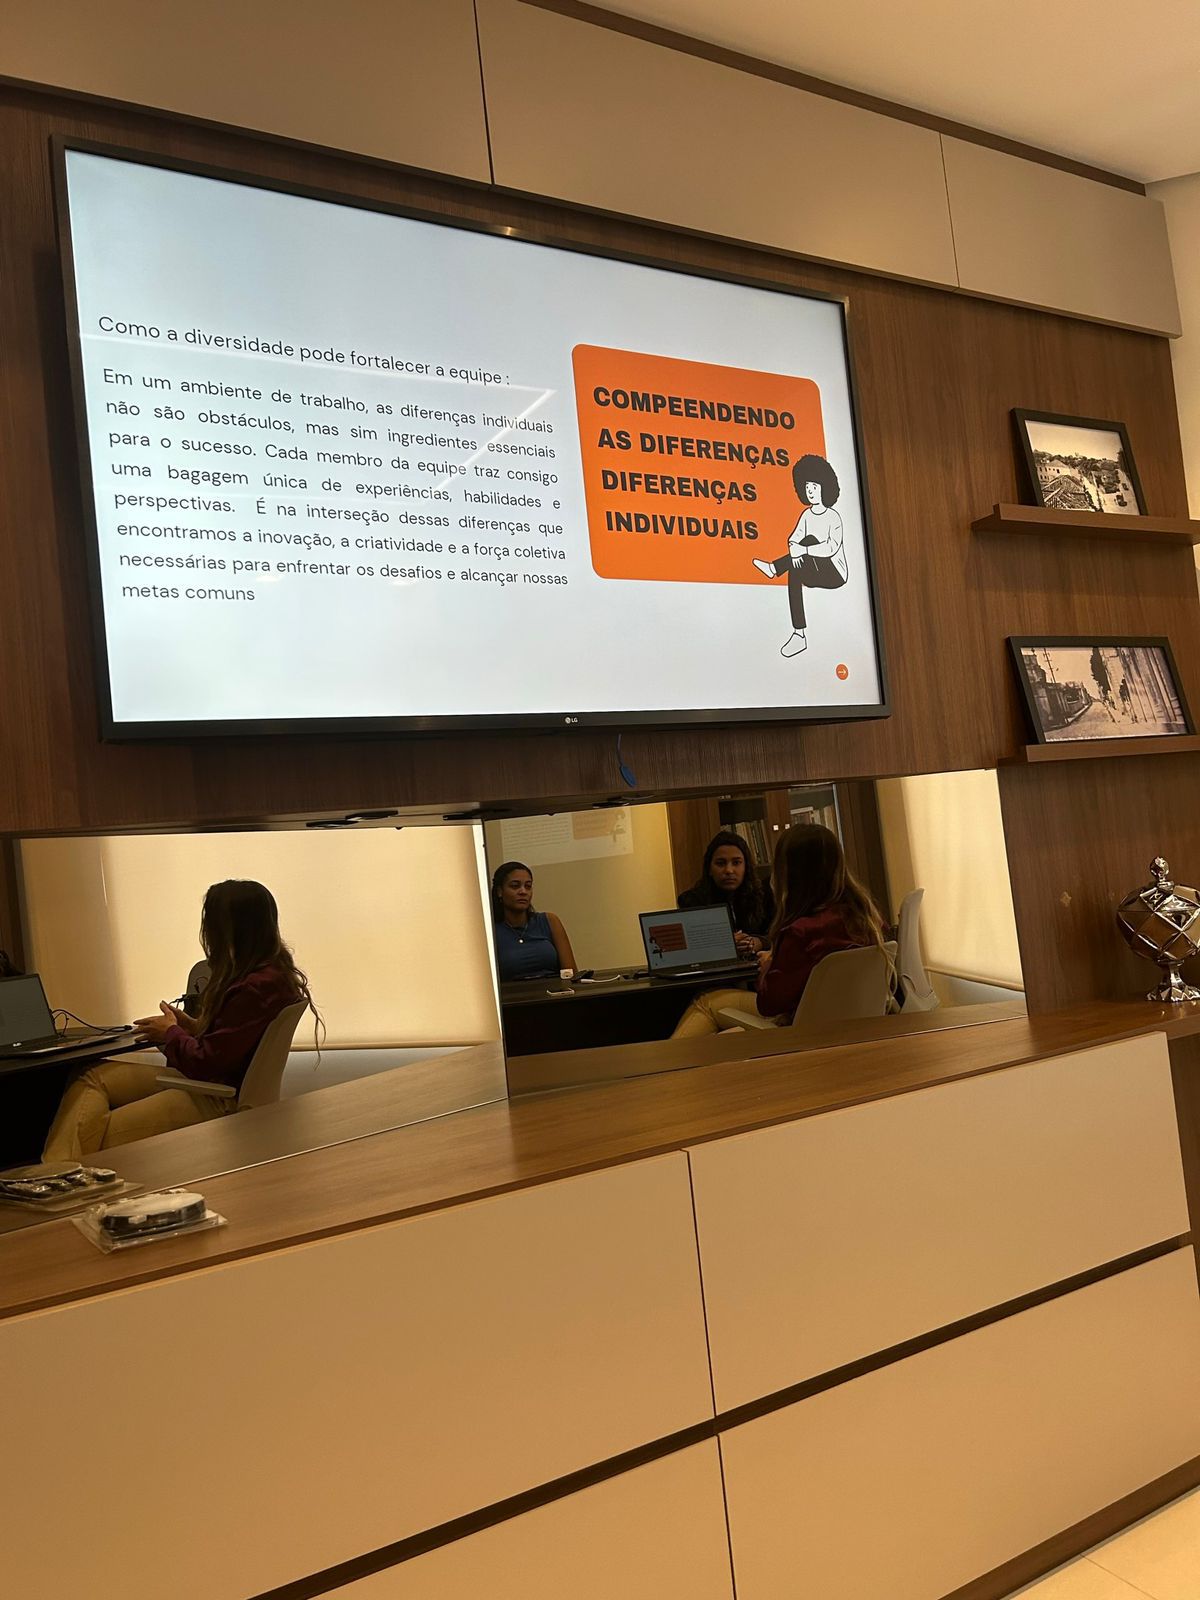 Como a diversidade pode fortalecer a equipe :
Em um ambiente de trabalho, as diferenças individuais
não são obstáculos, mas sim ingredientes essenciais
para o sucesso. Cada membro da equipe traz consigo
uma bagagem única de experiências, habilidades e
perspectivas. É na interseção dessas diferenças que
encontramos a inovação, a criatividade e a força coletiva
necessárias para enfrentar os desafios e alcançar nossas
metas comuns
COMPEENDENDO
AS DIFERENÇAS
DIFERENÇAS
INDIVIDUAIS
LG